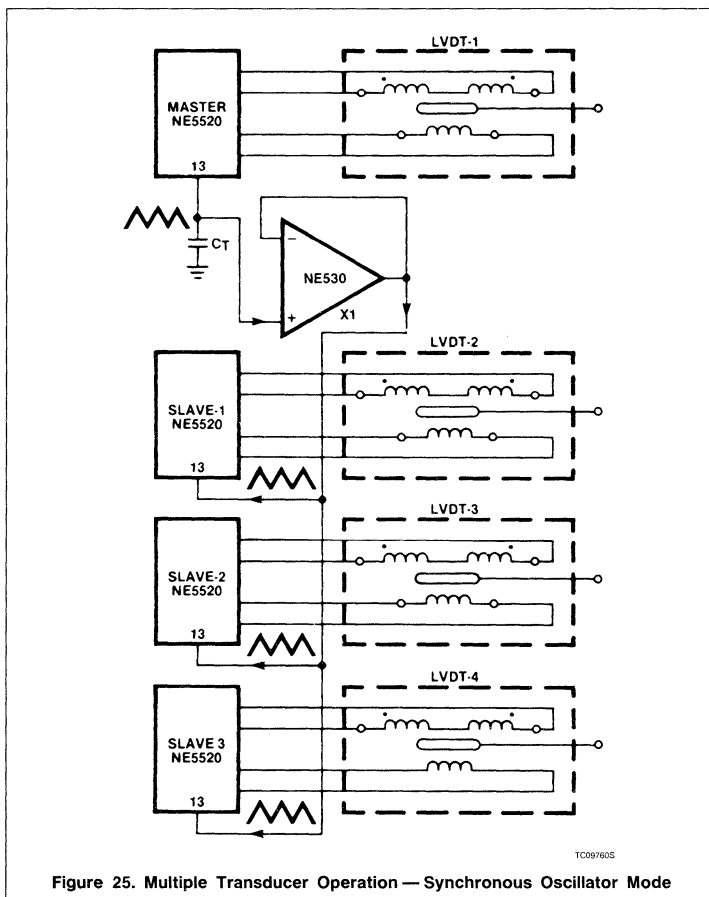 LVDT-1
MASTER
NE5520
13
CT
−
NE530
X1
+
LVDT-2
SLAVE-1
NE5520
13
LVDT-3
SLAVE-2
NE5520
13
LVDT-4
SLAVE 3
NE5520
13
TC09760S
Figure 25. Multiple Transducer Operation — Synchronous Oscillator Mode